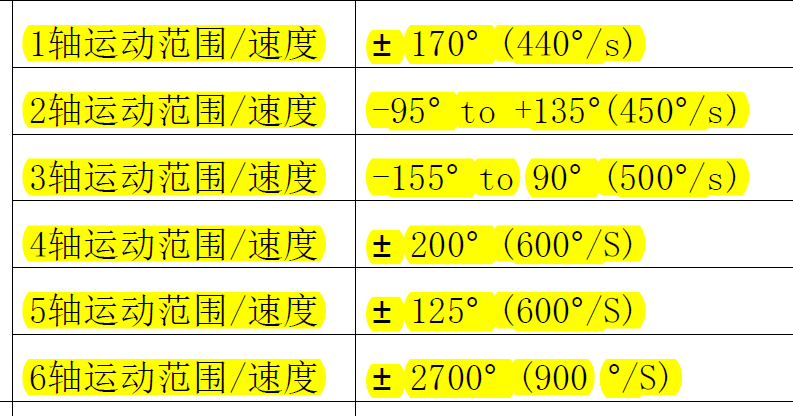 1轴运动范围/速度 ± 170° (440°/s)
2轴运动范围/速度 -95° to +135°(450°/s)
3轴运动范围/速度 -155° to 90° (500°/s)
4轴运动范围/速度 ± 200° (600°/S)
5轴运动范围/速度 ± 125° (600°/S)
6轴运动范围/速度 ± 2700° (900 °/S)